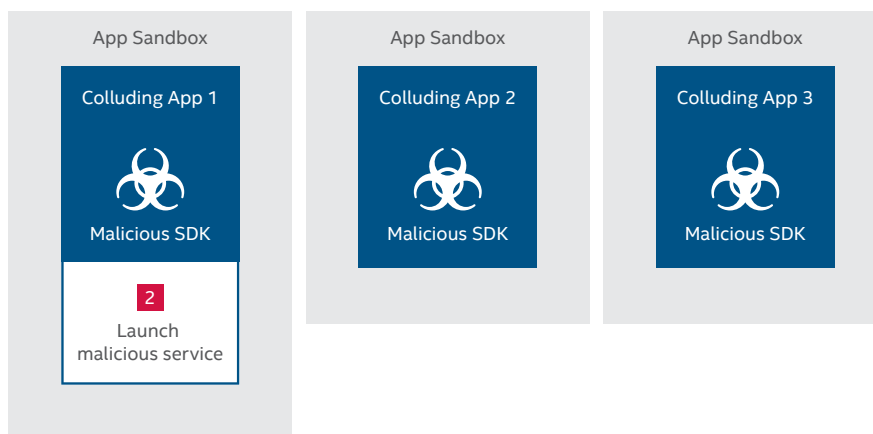 App Sandbox
Colluding App 1
Malicious SDK
2
Launch
malicious service
App Sandbox
Colluding App 2
Malicious SDK
App Sandbox
Colluding App 3
Malicious SDK